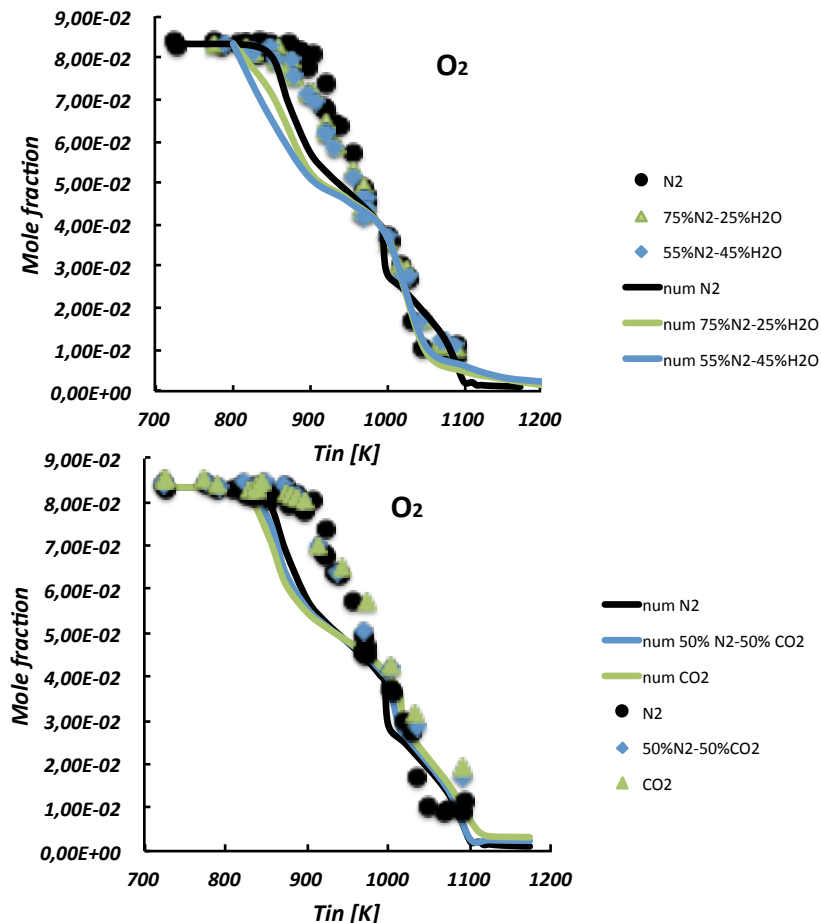 9,00E-02
8,00E-02
7,00E-02
6,00E-02
5,00E-02
4,00E-02
3,00E-02
2,00E-02
1,00E-02
0,00E+00
Mole fraction
O2
700 800 900 1000 1100 1200
Tin [K]
N2
75%N2-25%H2O
55%N2-45%H2O
num N2
num 75%N2-25%H2O
num 55%N2-45%H2O
9,00E-02
8,00E-02
7,00E-02
6,00E-02
5,00E-02
4,00E-02
3,00E-02
2,00E-02
1,00E-02
0,00E+00
Mole fraction
O2
700 800 900 1000 1100 1200
Tin [K]
num N2
num 50% N2-50% CO2
num CO2
N2
50%N2-50%CO2
CO2